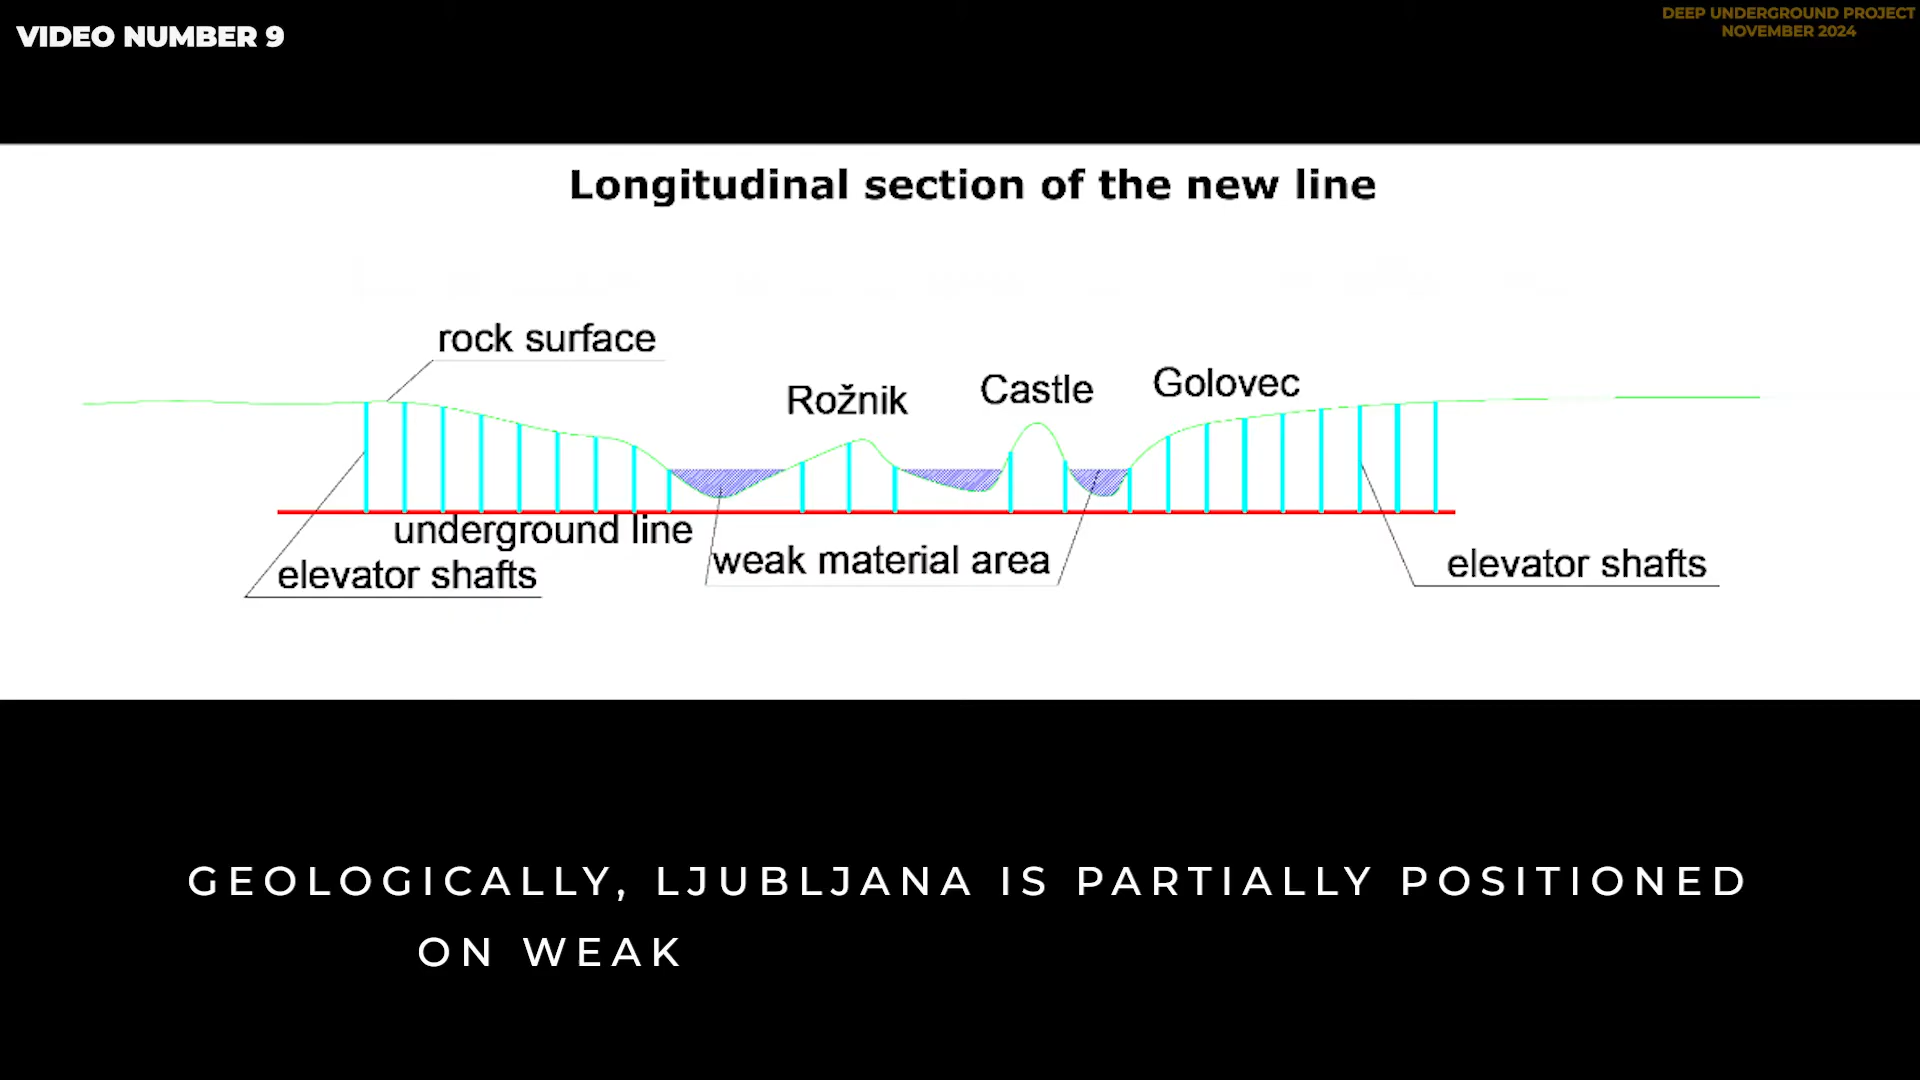 VIDEO NUMBER 9
DEEP UNDERGROUND PROJECT
NOVEMBER 2024
Longitudinal section of the new line
rock surface
Rožnik
Castle
Golovec
underground line
elevator shafts
weak material area
elevator shafts
GEOLOGICALLY, LJUBLJANA IS PARTIALLY POSITIONED
ON WEAK